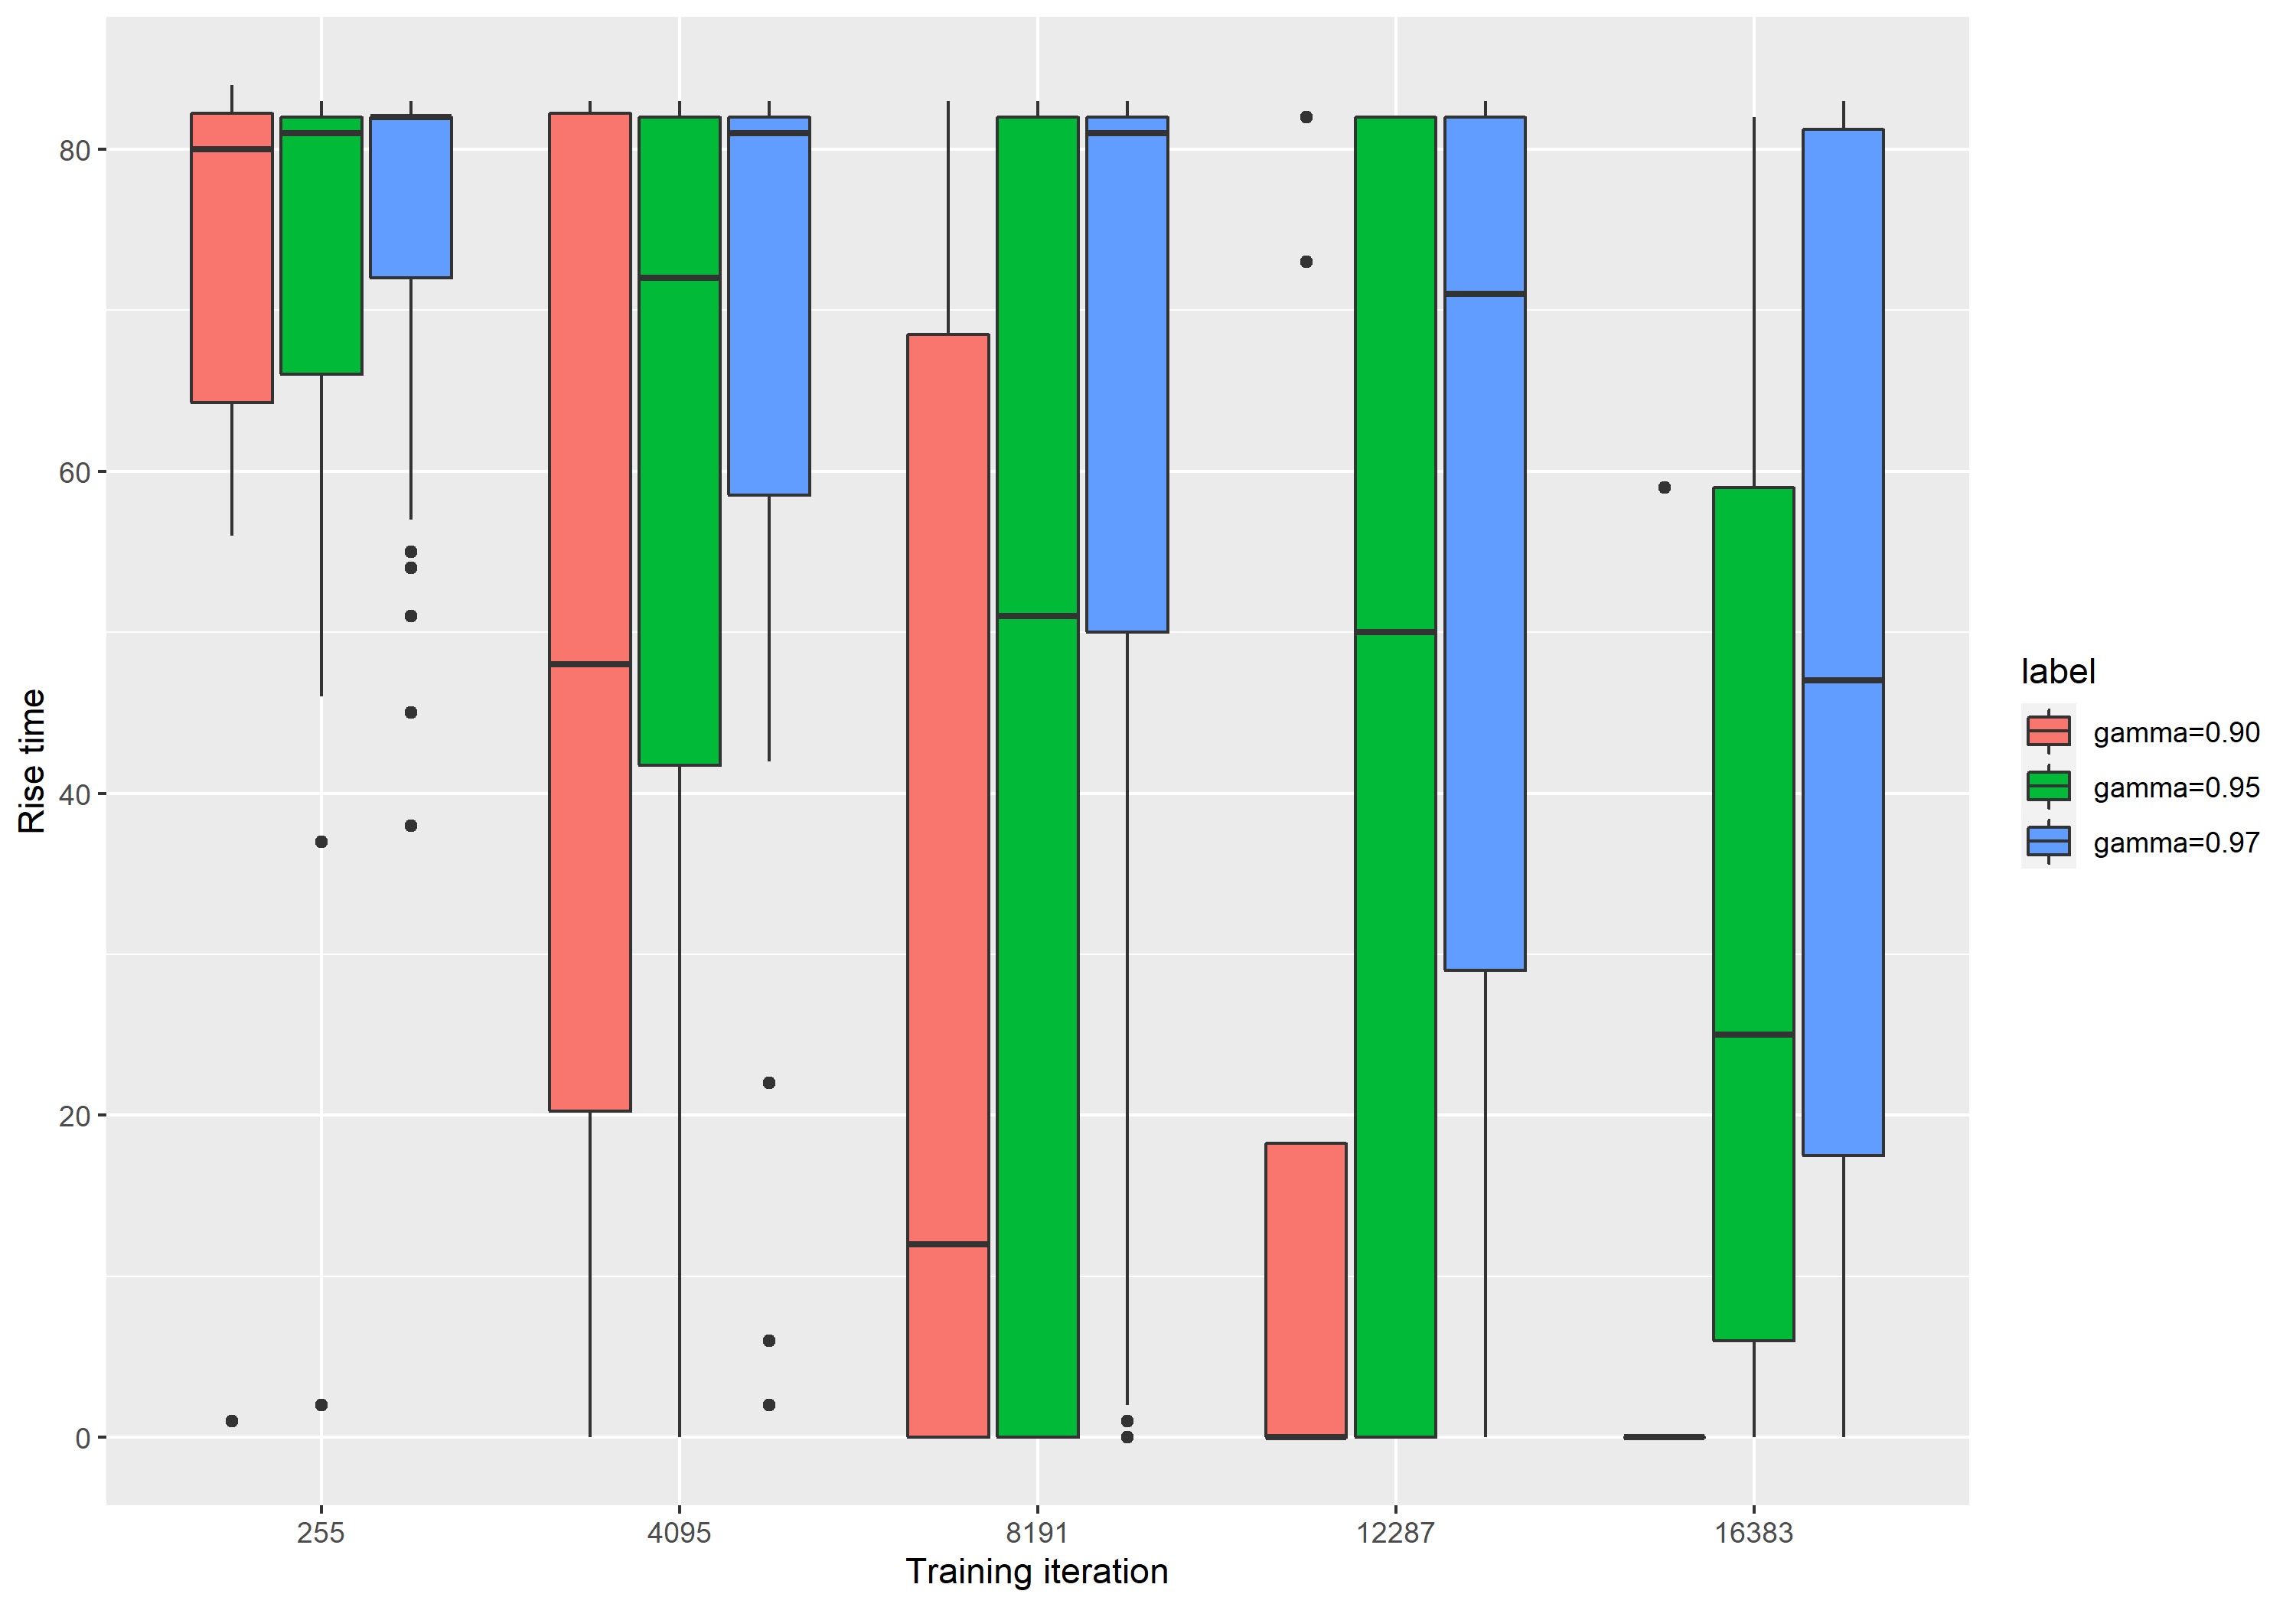 Rise time
80
60
40
20
0
255
4095
8191
12287
16383
Training iteration
label
gamma=0.90
gamma=0.95
gamma=0.97